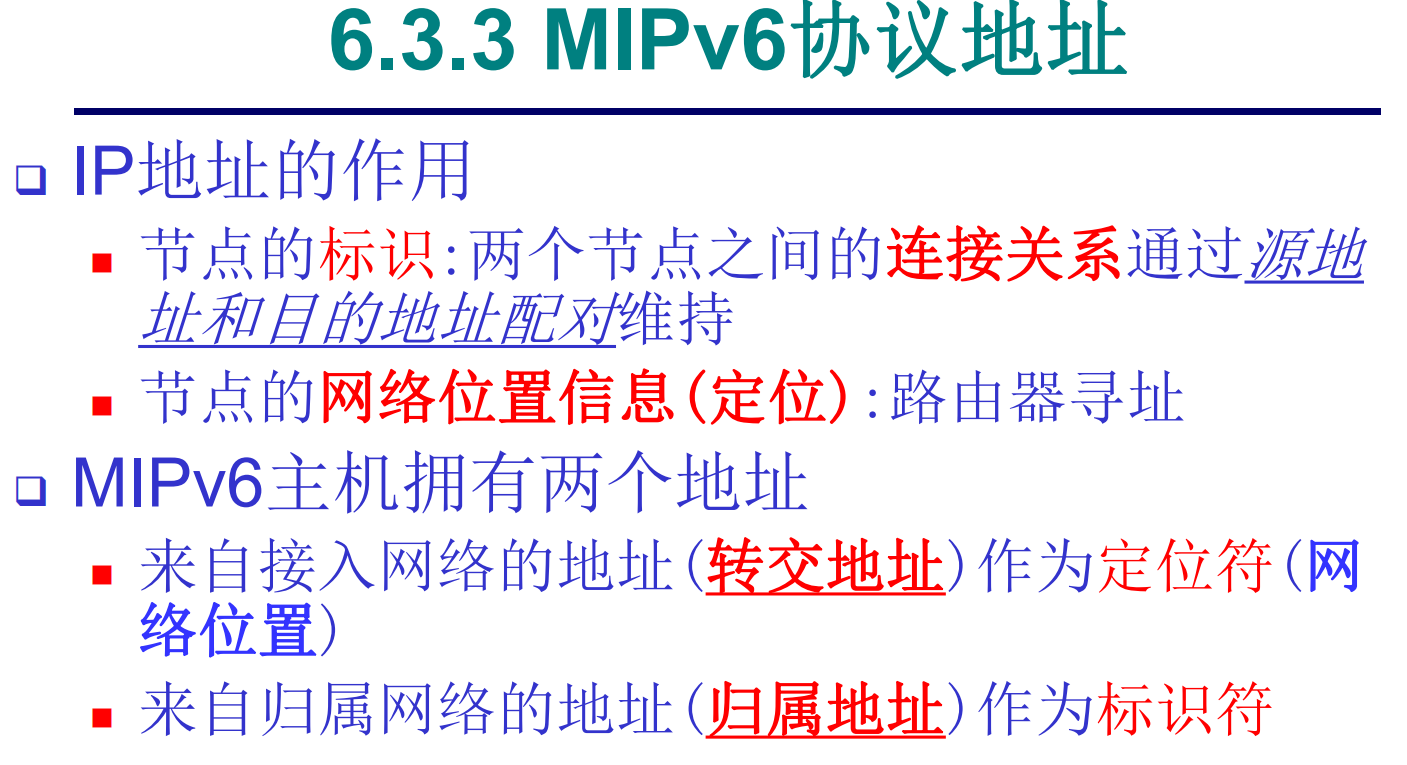 6.3.3 MIPv6协议地址
IP地址的作用
节点的标识:两个节点之间的连接关系通过源地
址和目的地址配对维持
节点的网络位置信息(定位):路由器寻址
MIPv6主机拥有两个地址
来自接入网络的地址(转交地址)作为定位符(网
络位置)
来自归属网络的地址(归属地址)作为标识符